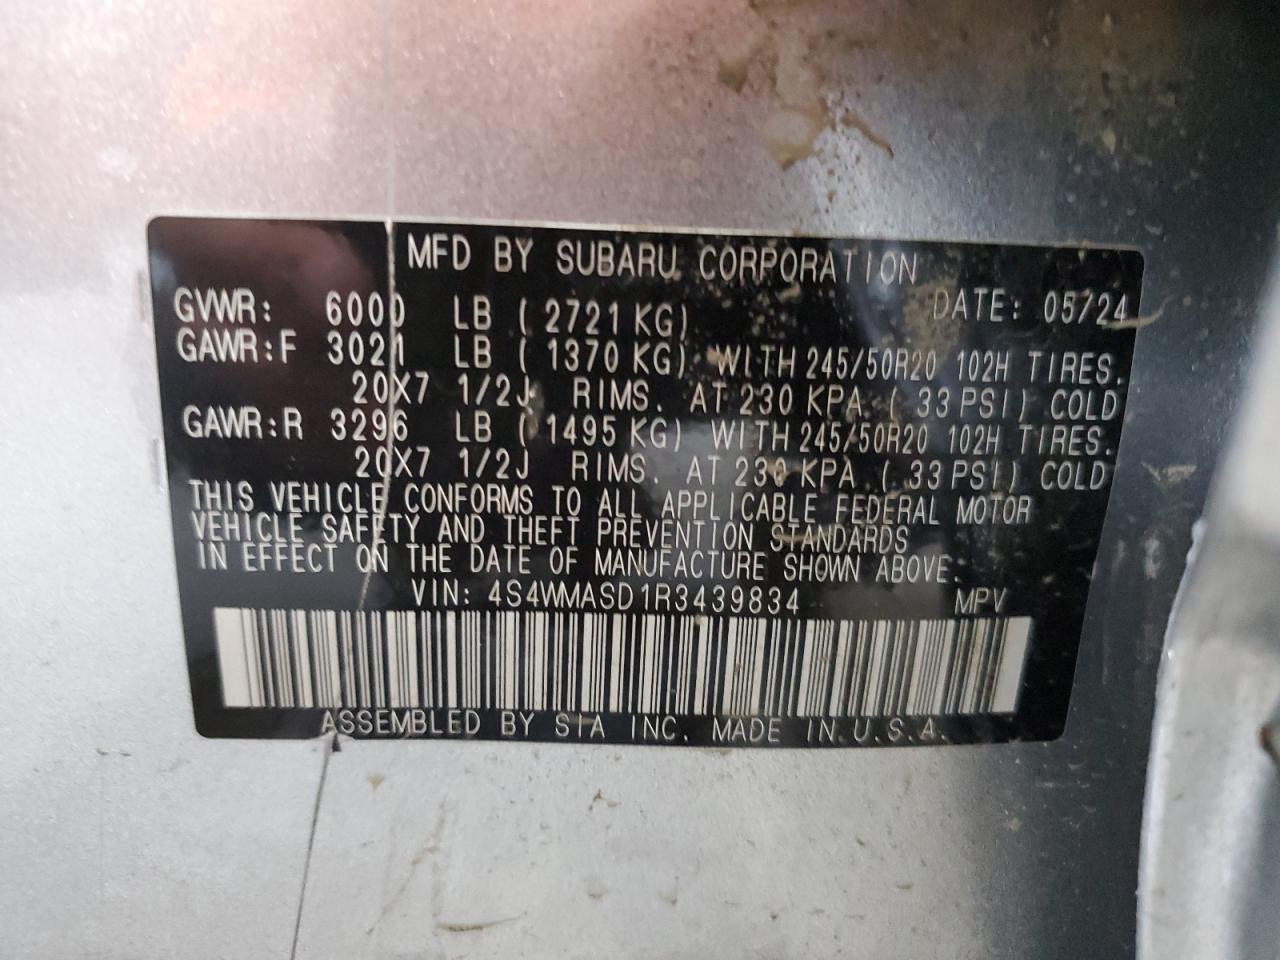 MFD BY SUBARU CORPORATION
GVWR: 6000 LB ( 2721 KG) DATE: 05/24
GAWR:F 3021 LB ( 1370 KG) WITH 245/50R20 102H TIRES.
20X7 1/2J RIMS. AT 230 KPA ( 33 PSI) COLD
GAWR:R 3296 LB ( 1495 KG) WITH 245/50R20 102H TIRES.
20X7 1/2J RIMS. AT 230 KPA ( 33 PSI) COLD
THIS VEHICLE CONFORMS TO ALL APPLICABLE FEDERAL MOTOR
VEHICLE SAFETY AND THEFT PREVENTION STANDARDS
IN EFFECT ON THE DATE OF MANUFACTURE SHOWN ABOVE.
VIN: 4S4WMASD1R3439834 MPV
ASSEMBLED BY SIA INC. MADE IN U.S.A.